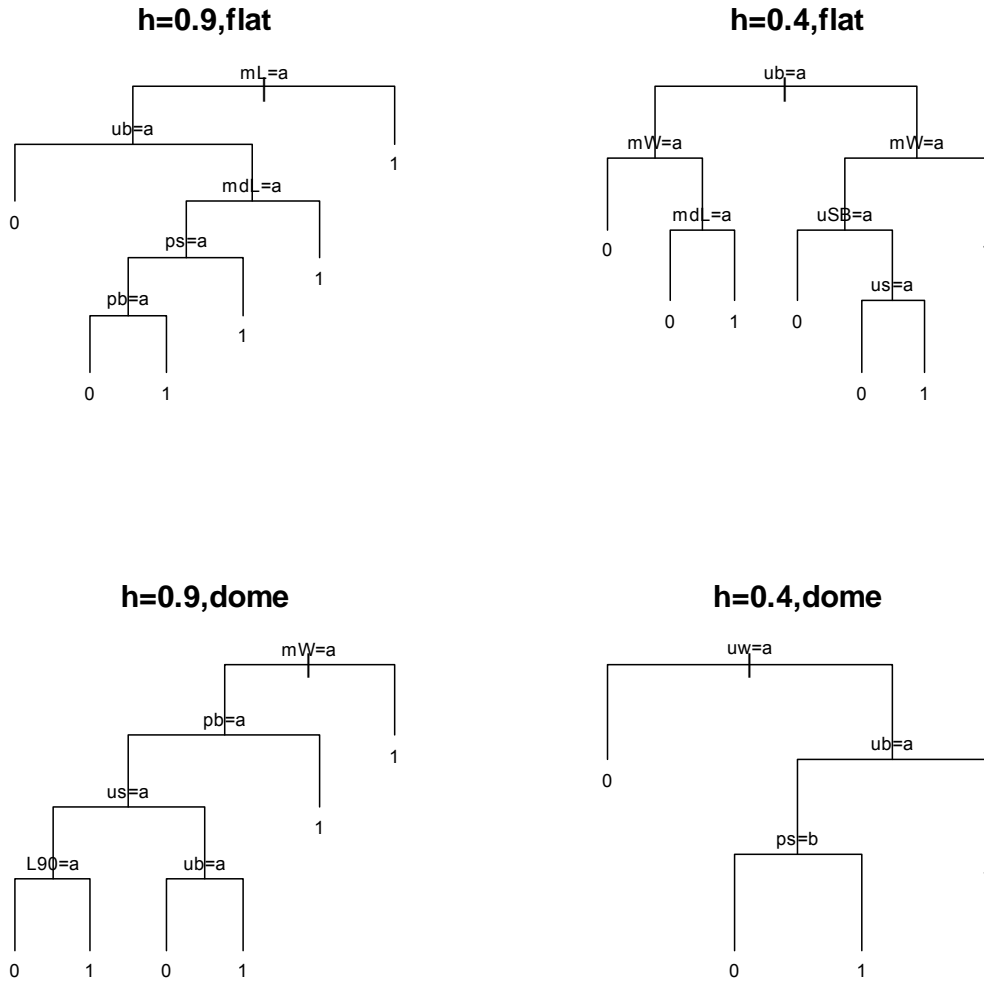 h=0.9,flat
mL=a
ub=a
1
mdL=a
0
ps=a
1
pb=a
1
0 1
h=0.4,flat
ub=a
mW=a mW=a
mdL=a uSB=a
0
us=a
0 1 0
0 1
h=0.9,dome
mW=a
pb=a
1
us=a
1
L90=a ub=a
0 1 0 1
h=0.4,dome
uw=a
ub=a
0
ps=b
0 1